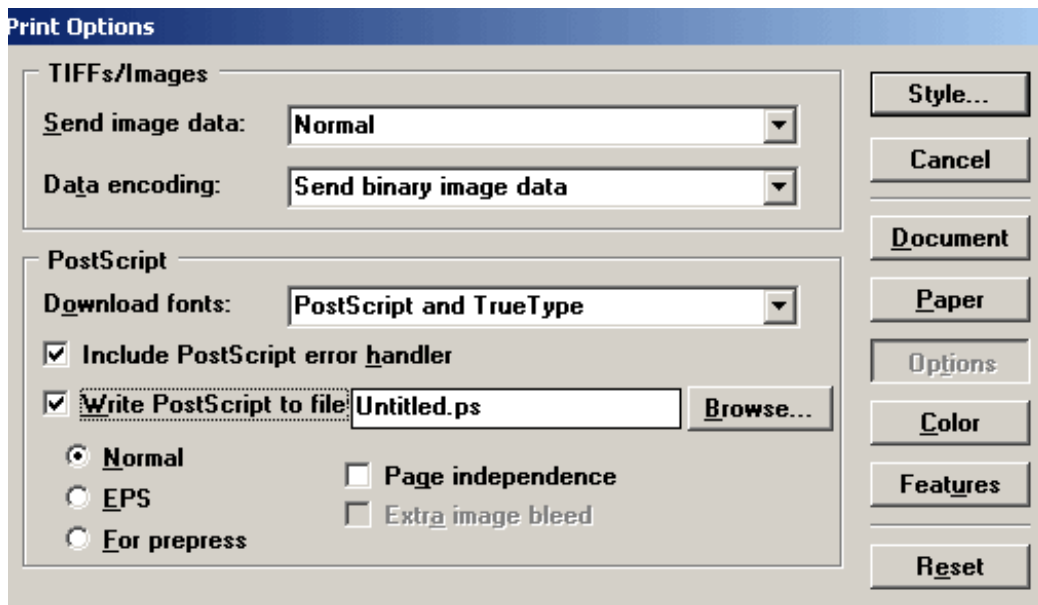 Print Options
TIFFs/Images
Send image data: Normal
Data encoding: Send binary image data
PostScript
Download fonts: PostScript and TrueType
Include PostScript error handler
Write PostScript to file Untitled.ps Browse...
Normal
EPS
For prepress
Page independence
Extra image bleed
Style...
Cancel
Document
Paper
Options
Color
Features
Reset